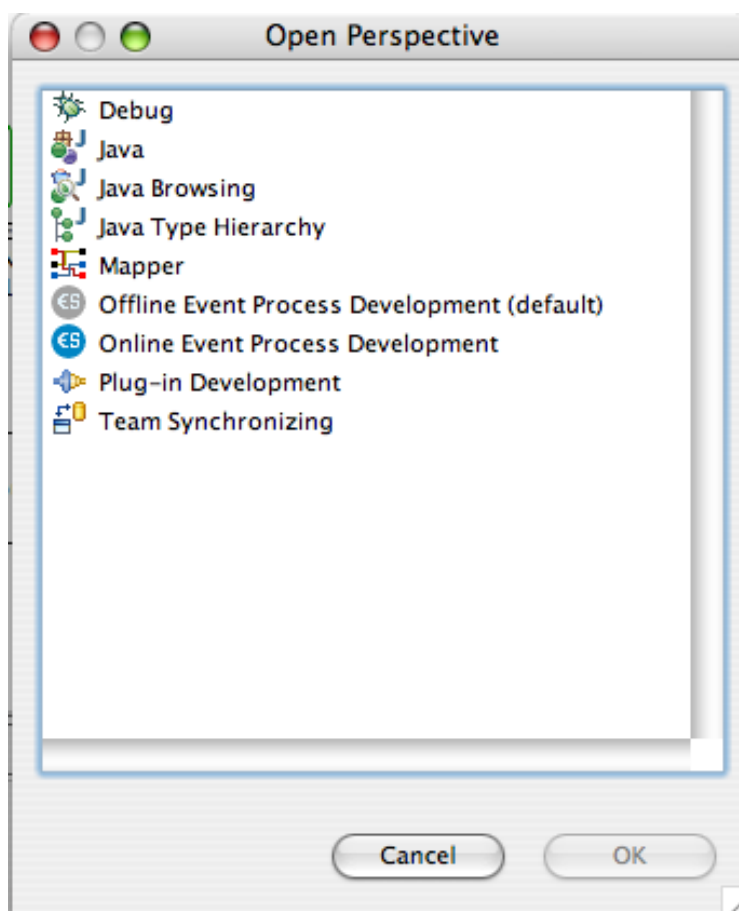 Open Perspective
Debug
Java
Java Browsing
Java Type Hierarchy
Mapper
Offline Event Process Development (default)
Online Event Process Development
Plug-in Development
Team Synchronizing
Cancel
OK